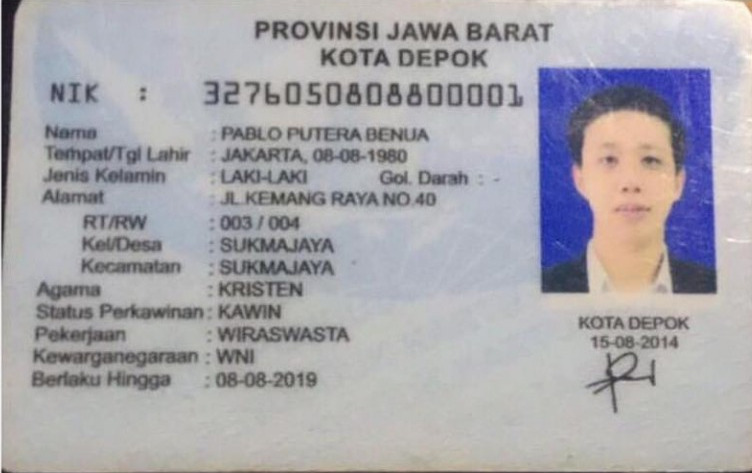 PROVINSI JAWA BARAT
KOTA DEPOK
NIK : 3276050808800001
Nama : PABLO PUTERA BENUA
Tempat/Tgl Lahir : JAKARTA, 08-08-1980
Jenis Kelamin : LAKI-LAKI Gol. Darah : -
Alamat : JL.KEMANG RAYA NO.40
RT/RW : 003 / 004
Kel/Desa : SUKMAJAYA
Kecamatan : SUKMAJAYA
Agama : KRISTEN
Status Perkawinan : KAWIN
Pekerjaan : WIRASWASTA
Kewarganegaraan : WNI
Berlaku Hingga : 08-08-2019
KOTA DEPOK
15-08-2014